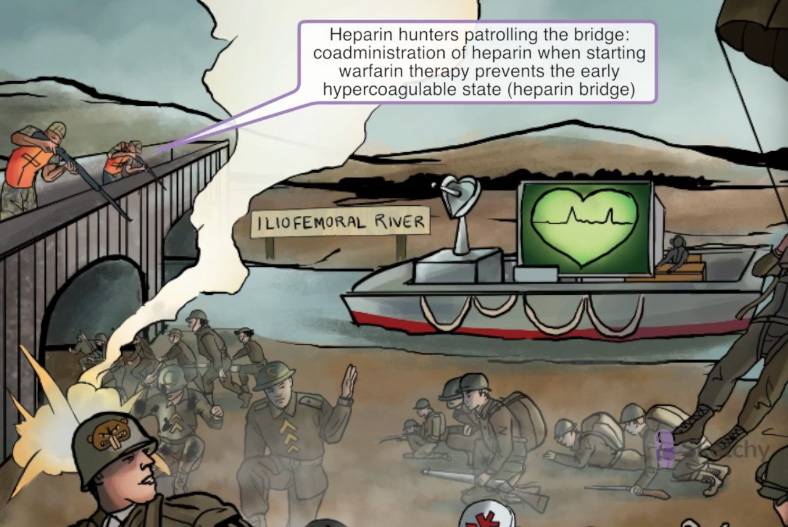 Heparin hunters patrolling the bridge:
coadministration of heparin when starting
warfarin therapy prevents the early
hypercoagulable state (heparin bridge)
ILIOFEMORAL RIVER